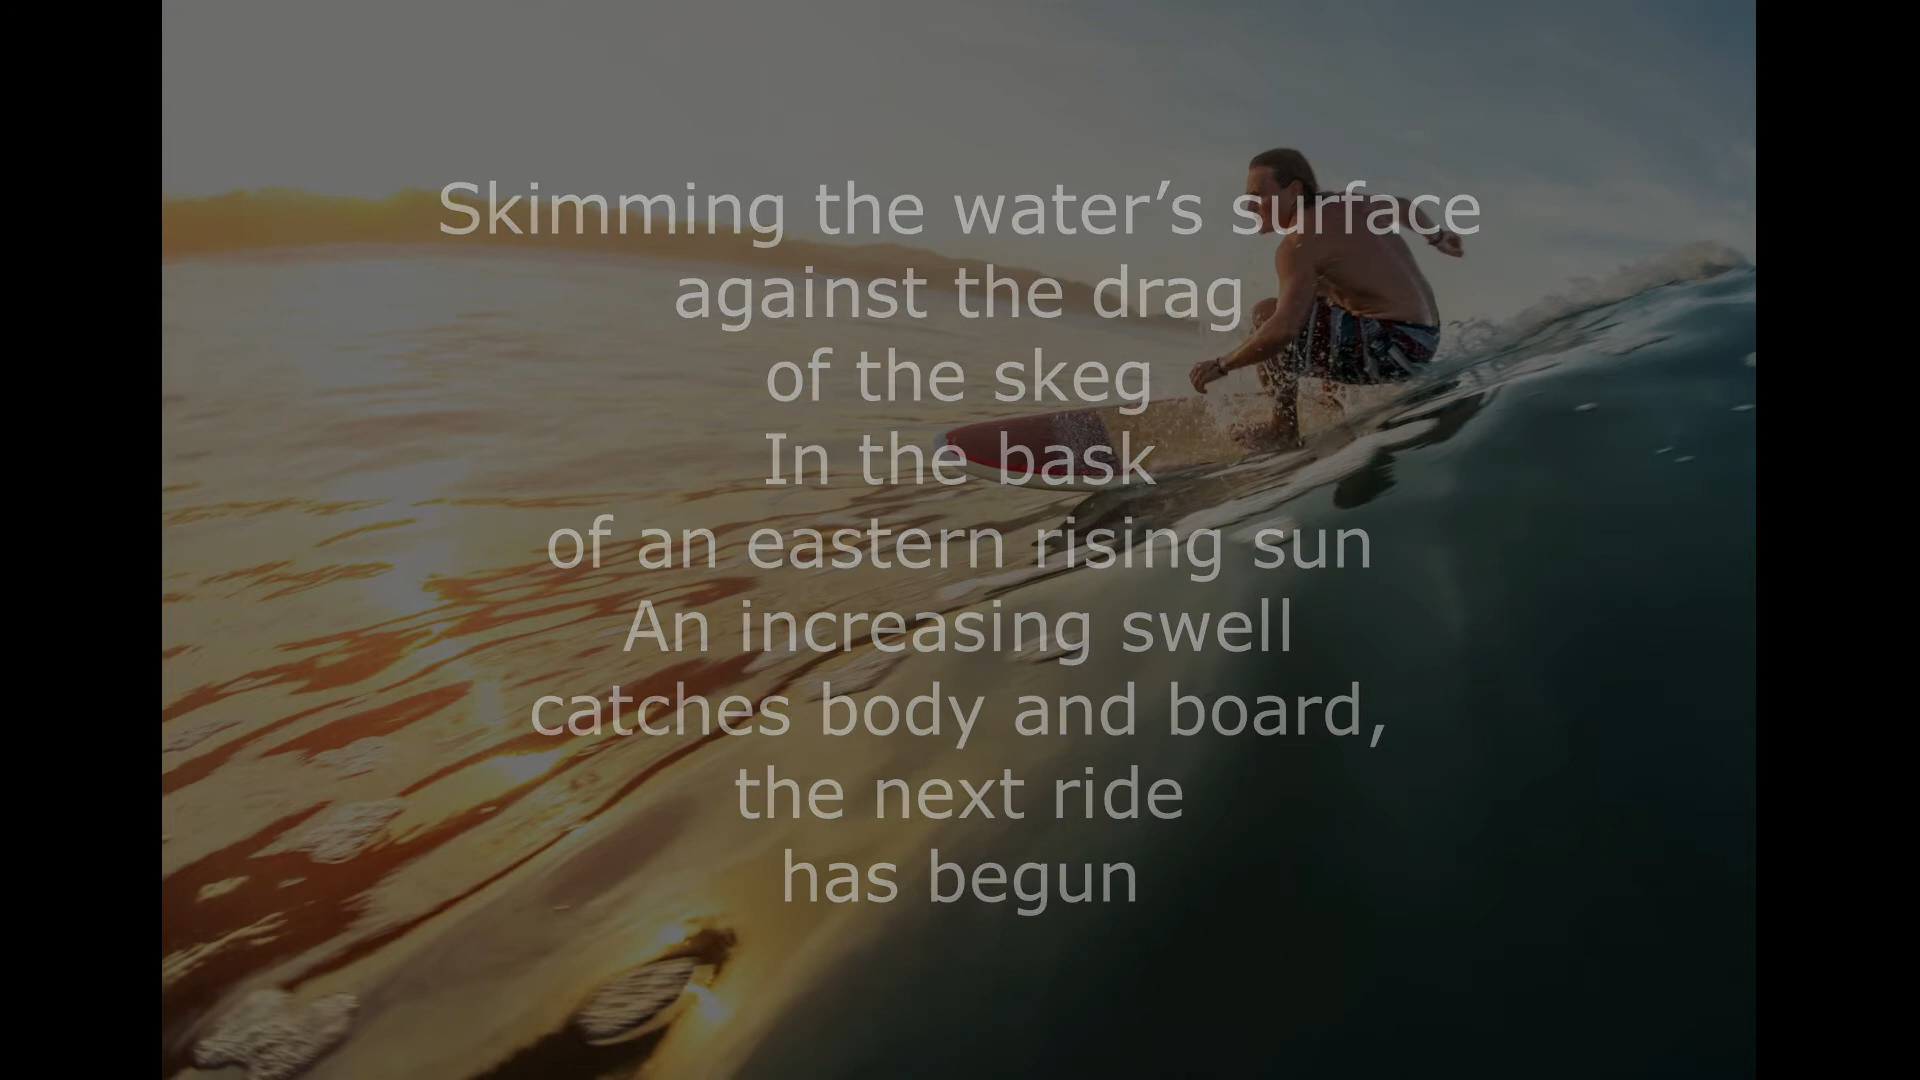 Skimming the water’s surface
against the drag
of the skeg
In the bask
of an eastern rising sun
An increasing swell
catches body and board,
the next ride
has begun